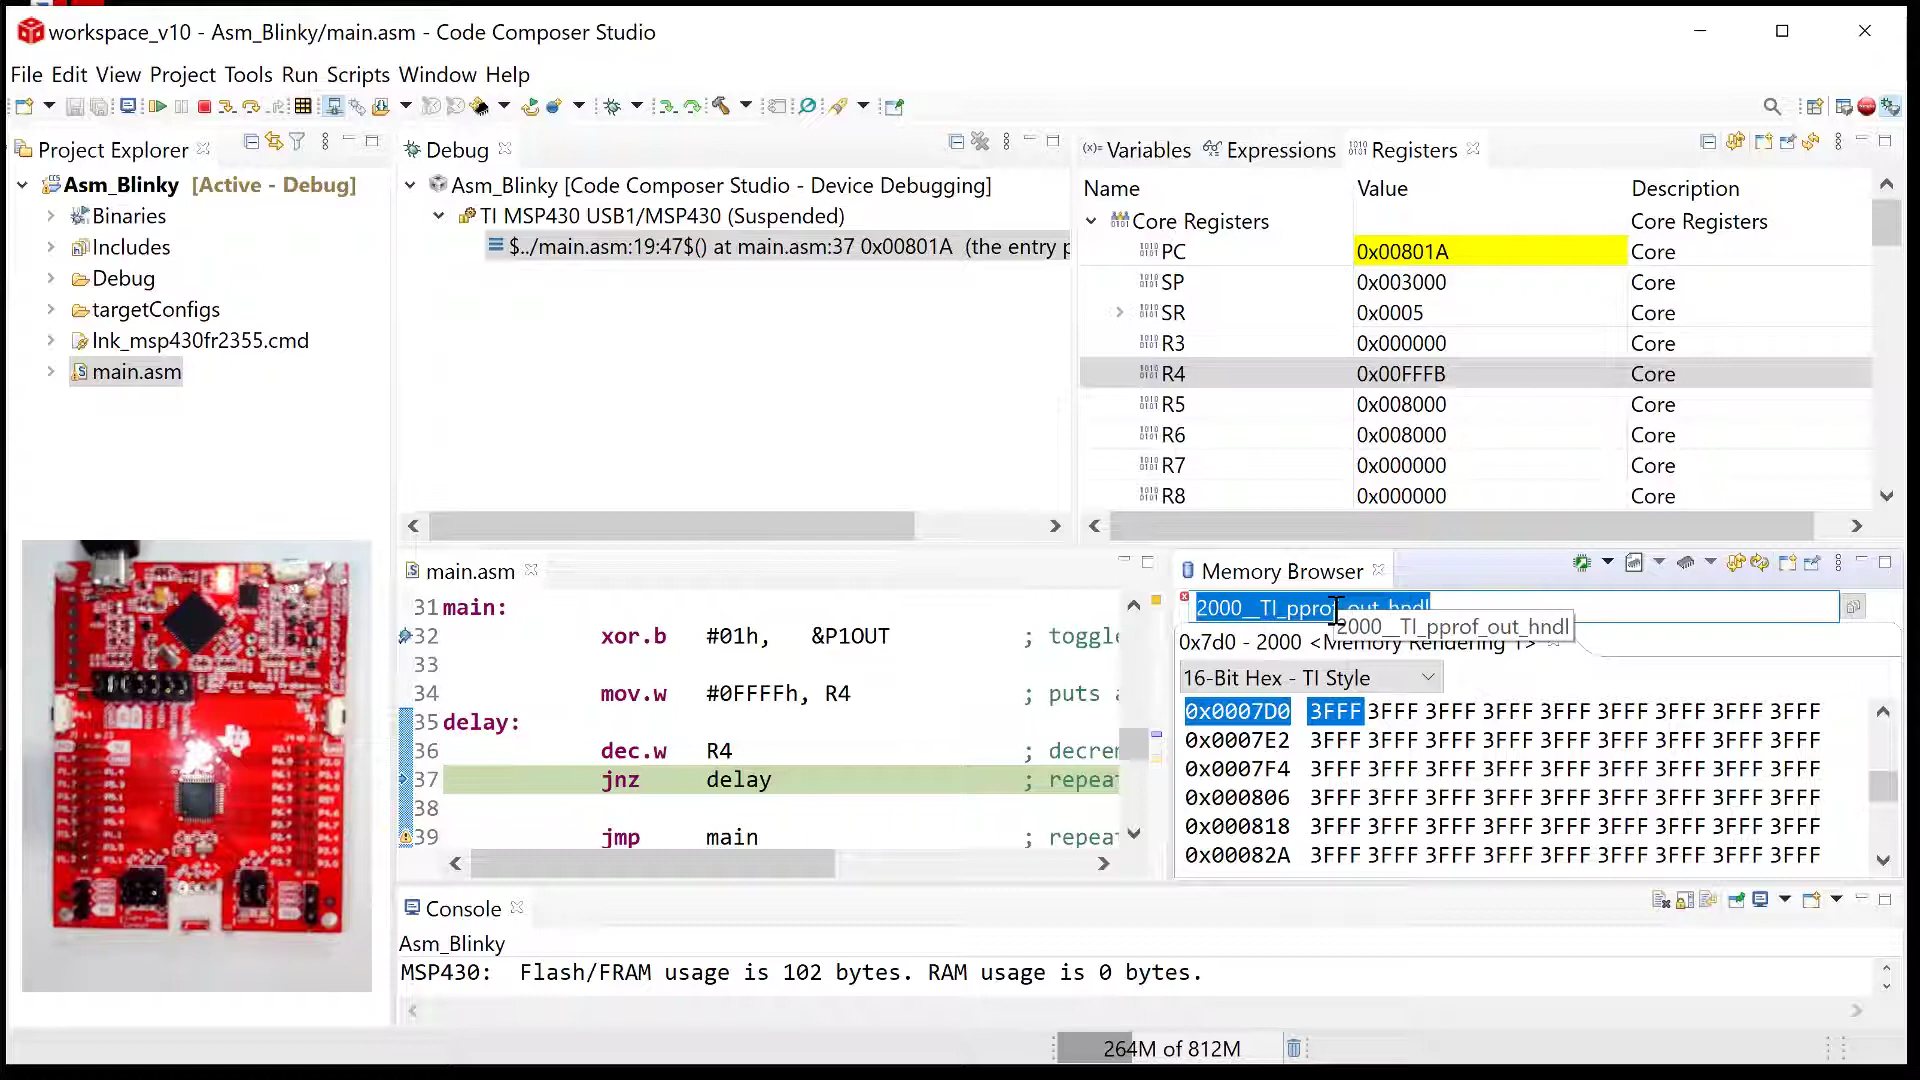 workspace_v10 - Asm_Blinky/main.asm - Code Composer Studio
File Edit View Project Tools Run Scripts Window Help
Project Explorer
Asm_Blinky [Active - Debug]
Binaries
Includes
Debug
targetConfigs
lnk_msp430fr2355.cmd
main.asm
Debug
Asm_Blinky [Code Composer Studio - Device Debugging]
TI MSP430 USB1/MSP430 (Suspended)
$../main.asm:19:47$() at main.asm:37 0x00801A (the entry p
(x)= Variables Expressions Registers
Name Value Description
Core Registers Core Registers
PC 0x00801A Core
SP 0x003000 Core
SR 0x0005 Core
R3 0x000000 Core
R4 0x00FFFB Core
R5 0x008000 Core
R6 0x008000 Core
R7 0x000000 Core
R8 0x000000 Core
main.asm
31 main:
32 xor.b #01h, &P1OUT ; toggle
33
34 mov.w #0FFFFh, R4 ; puts a
35 delay:
36 dec.w R4 ; decrem
37 jnz delay ; repeat
38
39 jmp main ; repeat
Memory Browser
2000__TI_pprof_out_hndl
2000__TI_pprof_out_hndl
0x7d0 - 2000 <Memory Rendering 1>
16-Bit Hex - TI Style
0x0007D0 3FFF 3FFF 3FFF 3FFF 3FFF 3FFF 3FFF 3FFF 3FFF
0x0007E2 3FFF 3FFF 3FFF 3FFF 3FFF 3FFF 3FFF 3FFF 3FFF
0x0007F4 3FFF 3FFF 3FFF 3FFF 3FFF 3FFF 3FFF 3FFF 3FFF
0x000806 3FFF 3FFF 3FFF 3FFF 3FFF 3FFF 3FFF 3FFF 3FFF
0x000818 3FFF 3FFF 3FFF 3FFF 3FFF 3FFF 3FFF 3FFF 3FFF
0x00082A 3FFF 3FFF 3FFF 3FFF 3FFF 3FFF 3FFF 3FFF 3FFF
Console
Asm_Blinky
MSP430: Flash/FRAM usage is 102 bytes. RAM usage is 0 bytes.
264M of 812M